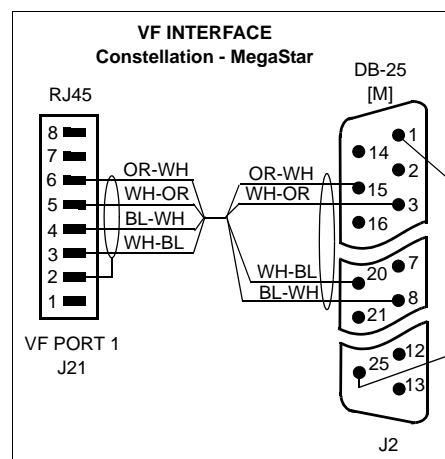 VF INTERFACE
Constellation - MegaStar
RJ45
DB-25
[M]
8
7
6
5
4
3
2
1
OR-WH
WH-OR
BL-WH
WH-BL
OR-WH
WH-OR
WH-BL
BL-WH
1
14
2
15
3
16
7
20
8
21
12
25
13
VF PORT 1
J21
J2